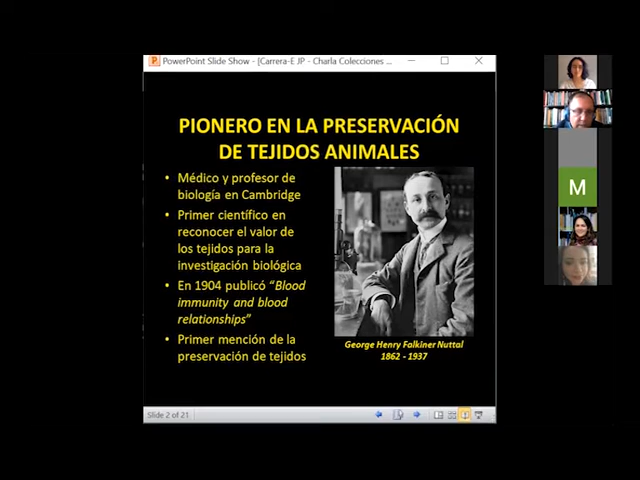 PowerPoint Slide Show - [Carrera-E JP - Charla Colecciones ...
PIONERO EN LA PRESERVACIÓN
DE TEJIDOS ANIMALES
• Médico y profesor de
biología en Cambridge
• Primer científico en
reconocer el valor de
los tejidos para la
investigación biológica
• En 1904 publicó “Blood
immunity and blood
relationships”
• Primer mención de la
preservación de tejidos
George Henry Falkiner Nuttal
1862 - 1937
M
Slide 2 of 21